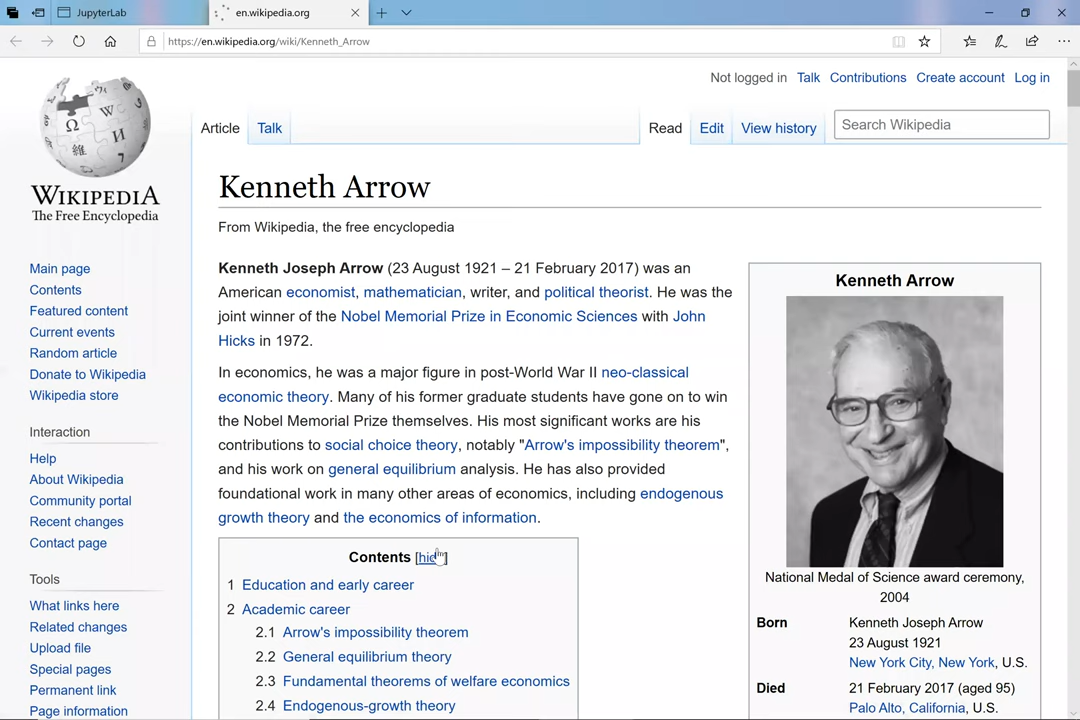 JupyterLab
en.wikipedia.org
https://en.wikipedia.org/wiki/Kenneth_Arrow
Not logged in Talk Contributions Create account Log in
Article Talk Read Edit View history Search Wikipedia
WIKIPEDIA
The Free Encyclopedia
Main page
Contents
Featured content
Current events
Random article
Donate to Wikipedia
Wikipedia store
Interaction
Help
About Wikipedia
Community portal
Recent changes
Contact page
Tools
What links here
Related changes
Upload file
Special pages
Permanent link
Page information
Kenneth Arrow
From Wikipedia, the free encyclopedia
Kenneth Joseph Arrow (23 August 1921 – 21 February 2017) was an
American economist, mathematician, writer, and political theorist. He was the
joint winner of the Nobel Memorial Prize in Economic Sciences with John
Hicks in 1972.
In economics, he was a major figure in post-World War II neo-classical
economic theory. Many of his former graduate students have gone on to win
the Nobel Memorial Prize themselves. His most significant works are his
contributions to social choice theory, notably "Arrow's impossibility theorem",
and his work on general equilibrium analysis. He has also provided
foundational work in many other areas of economics, including endogenous
growth theory and the economics of information.
Contents
1 Education and early career
2 Academic career
2.1 Arrow's impossibility theorem
2.2 General equilibrium theory
2.3 Fundamental theorems of welfare economics
2.4 Endogenous-growth theory
Kenneth Arrow
National Medal of Science award ceremony,
2004
Born Kenneth Joseph Arrow
23 August 1921
New York City, New York, U.S.
Died 21 February 2017 (aged 95)
Palo Alto, California, U.S.